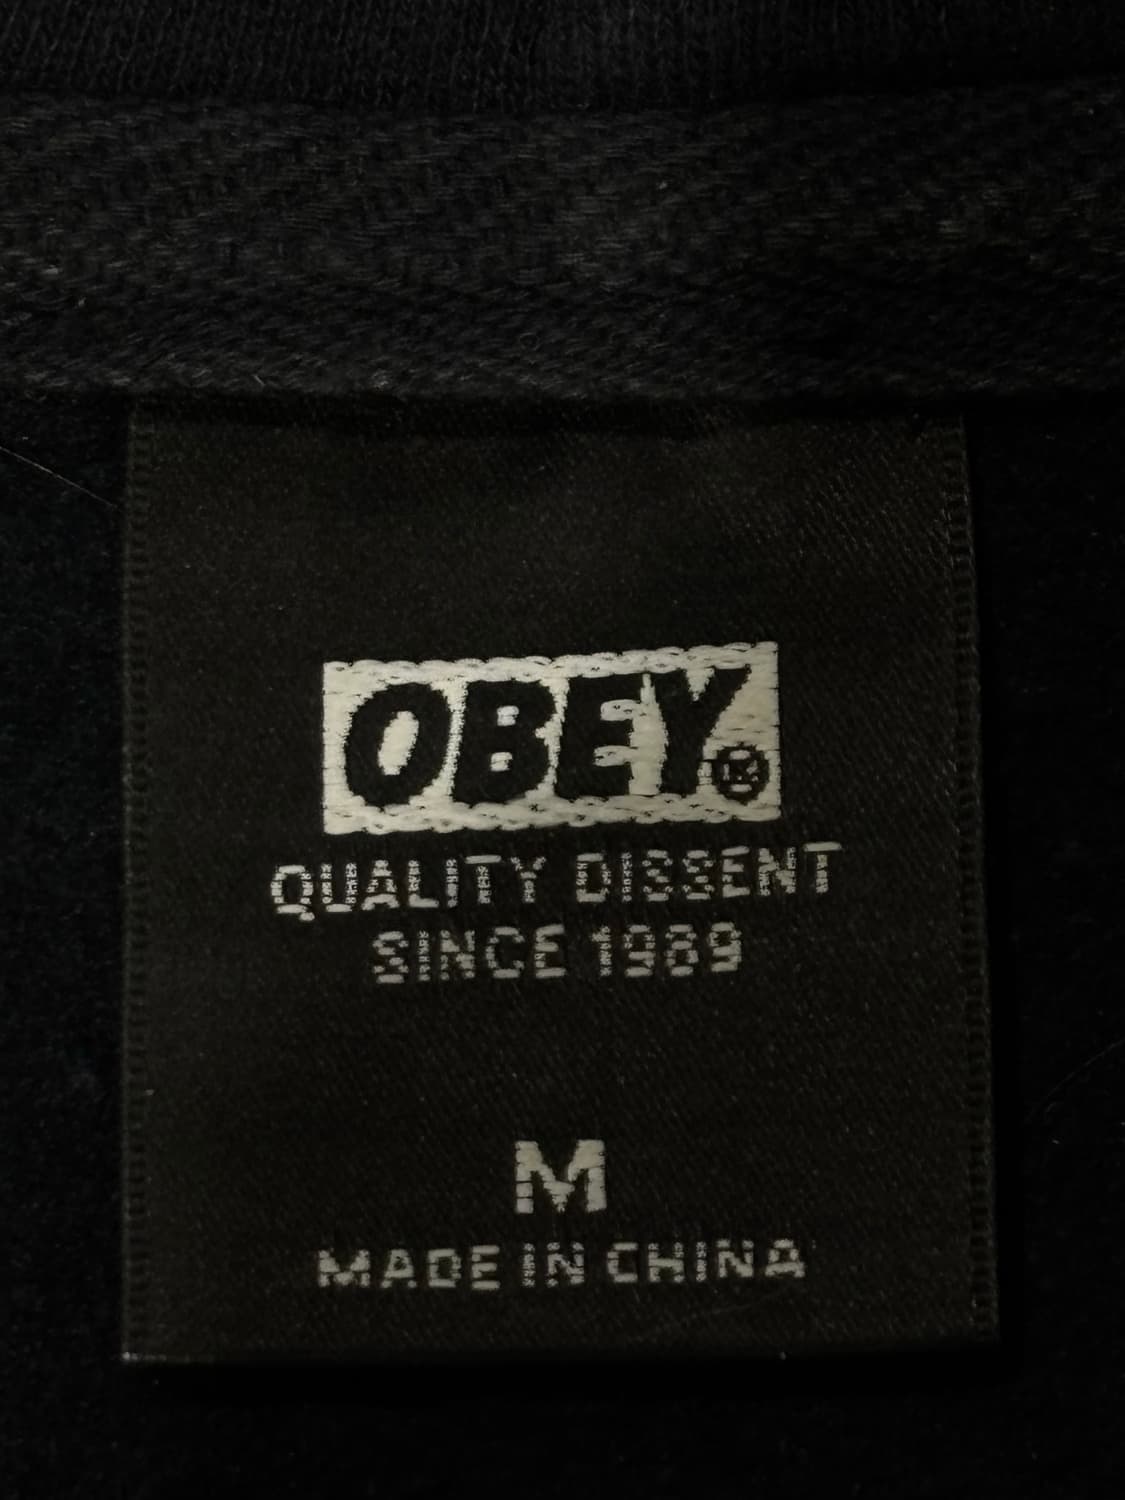 OBEY®
QUALITY DISSENT
SINCE 1989
M
MADE IN CHINA